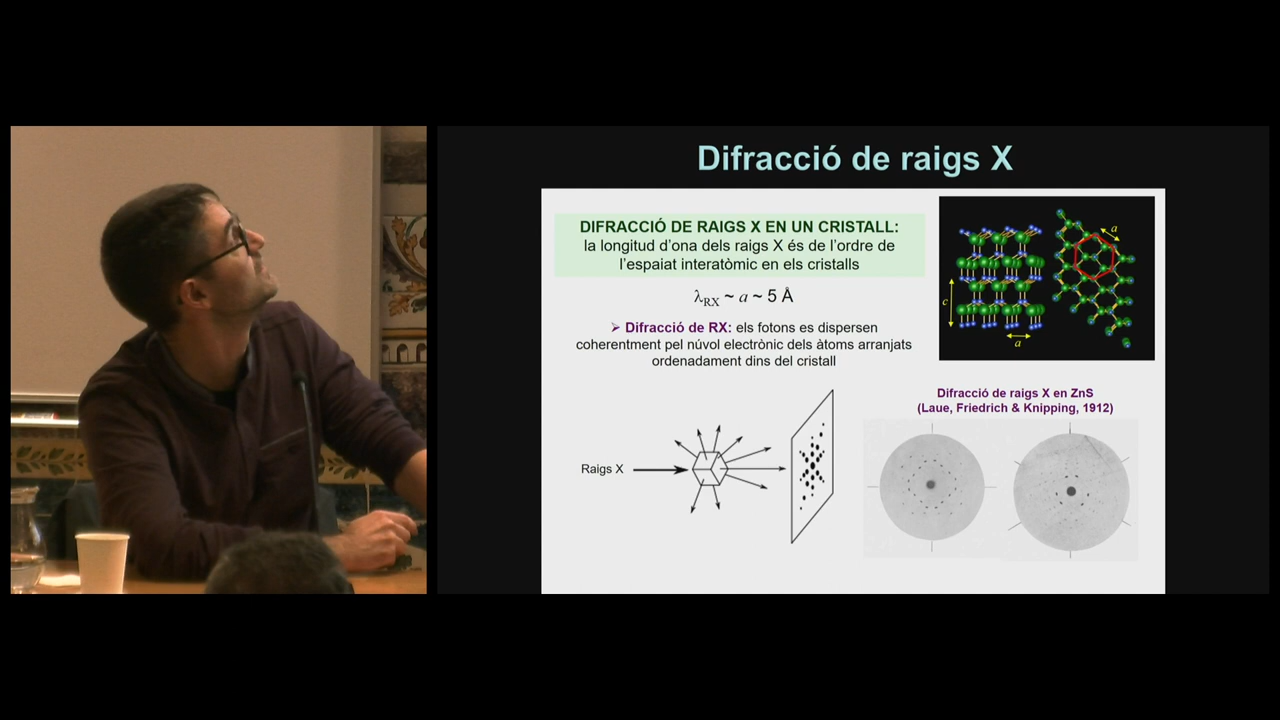 Difracció de raigs X
DIFRACCIÓ DE RAIGS X EN UN CRISTALL:
la longitud d'ona dels raigs X és de l'ordre de
l'espaiat interatòmic en els cristalls
λRX ~ a ~ 5 Å
➢ Difracció de RX: els fotons es dispersen
coherentment pel núvol electrònic dels àtoms arranjats
ordenadament dins del cristall
a
c
a
Difracció de raigs X en ZnS
(Laue, Friedrich & Knipping, 1912)
Raigs X